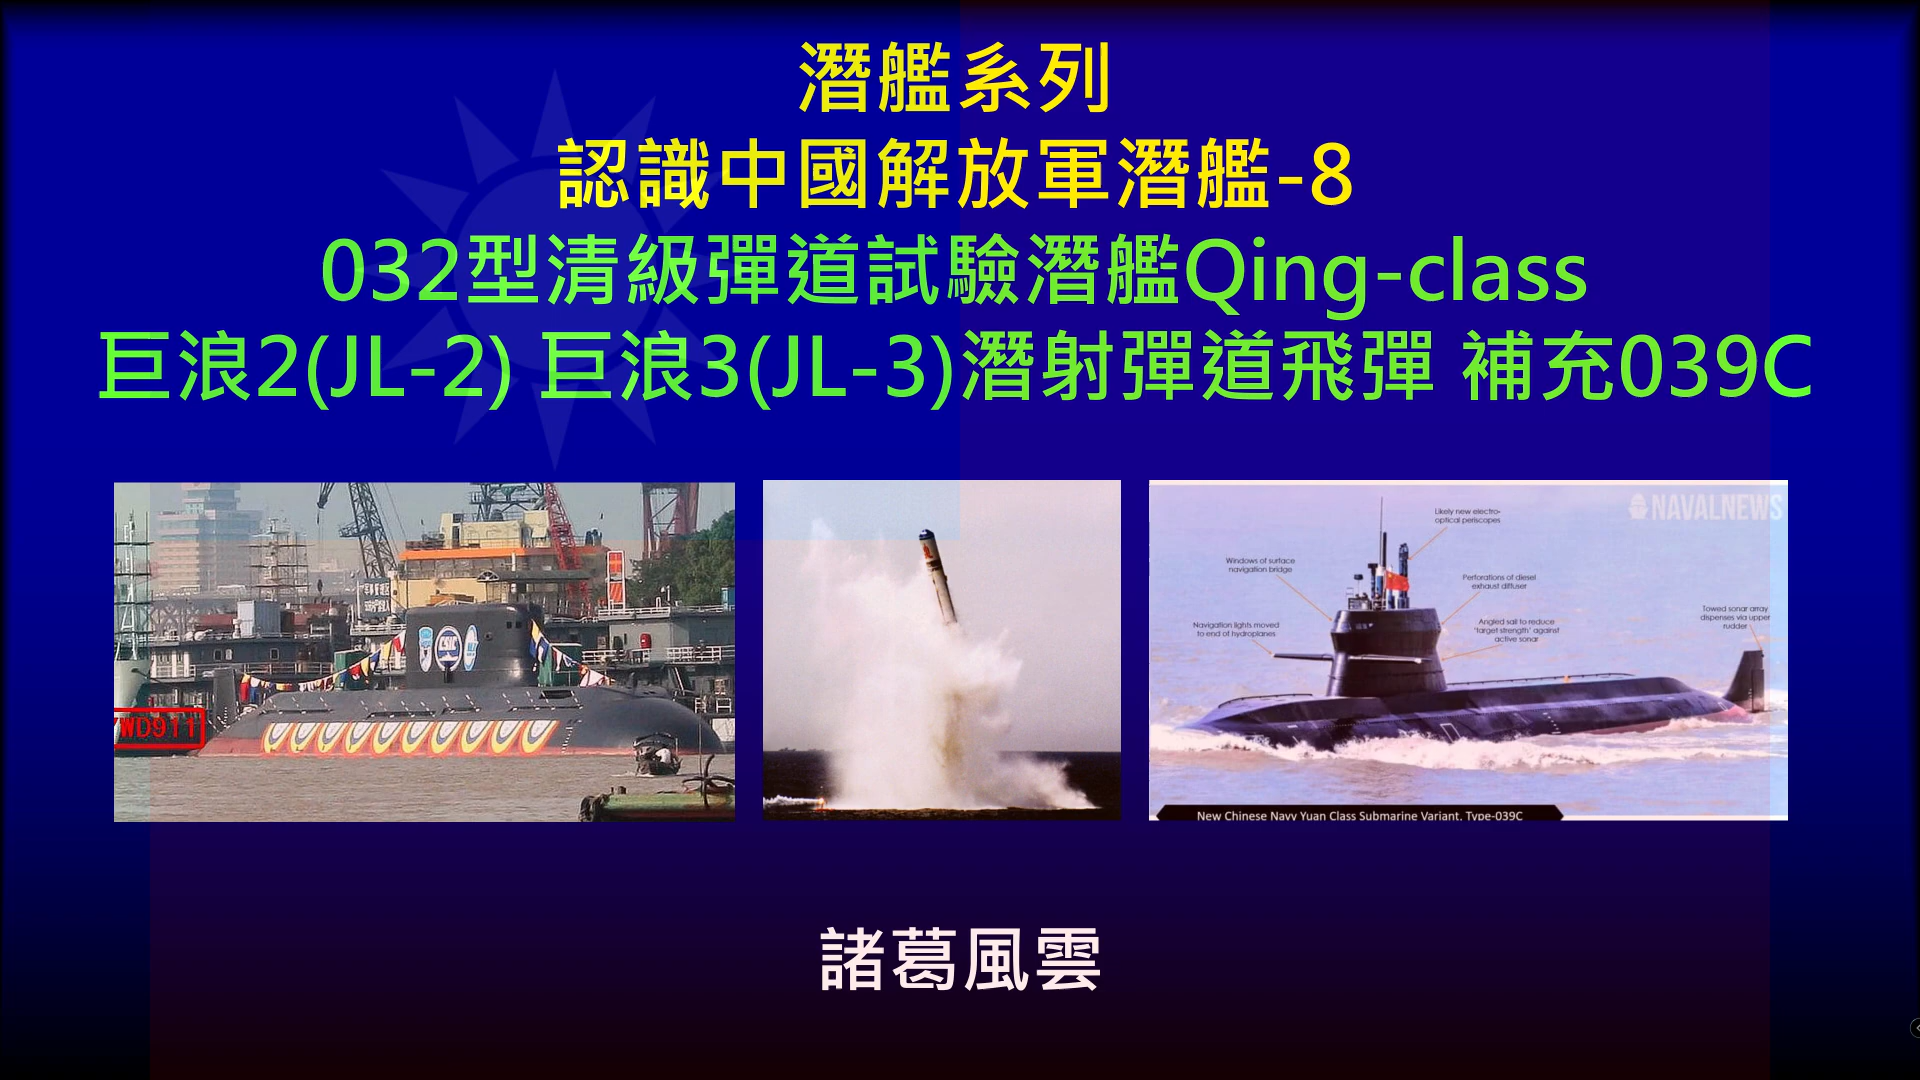 潛艦系列
認識中國解放軍潛艦-8
032型清級彈道試驗潛艦Qing-class
巨浪2(JL-2) 巨浪3(JL-3)潛射彈道飛彈 補充039C
NAVALNEWS
Likely new electro-
optical periscopes
Windows of surface
navigation bridge
Perforations of diesel
exhaust diffuser
Navigation lights moved
to end of hydroplanes
Angled sail to reduce
'target strength' against
active sonar
Towed sonar array
dispenses via upper
rudder
CSIC
WD911
New Chinese Navy Yuan Class Submarine Variant, Type-039C
諸葛風雲